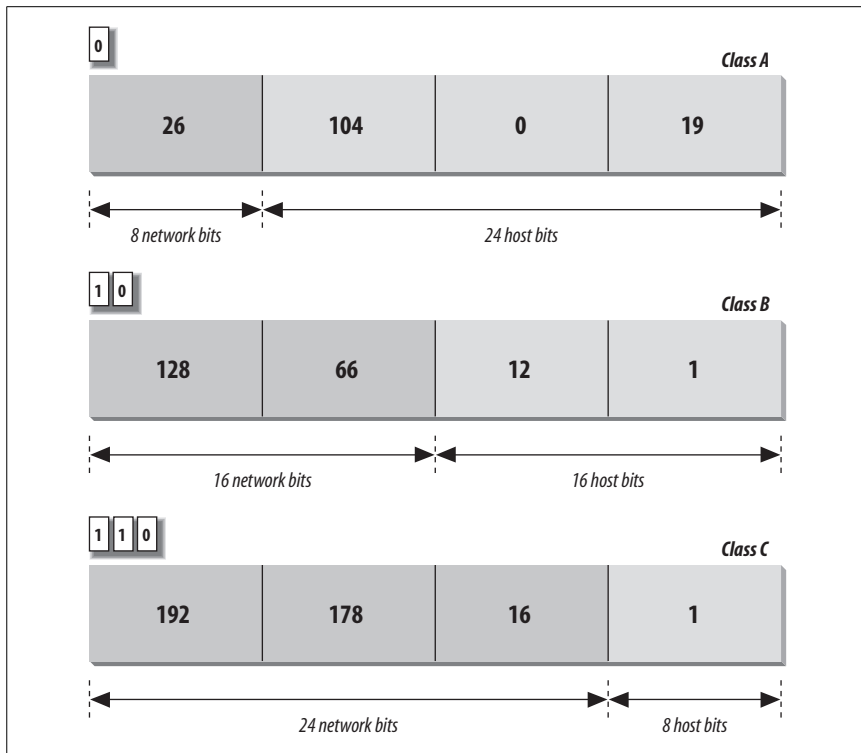 0
Class A
26 104 0 19
8 network bits 24 host bits
1 0
Class B
128 66 12 1
16 network bits 16 host bits
1 1 0
Class C
192 178 16 1
24 network bits 8 host bits